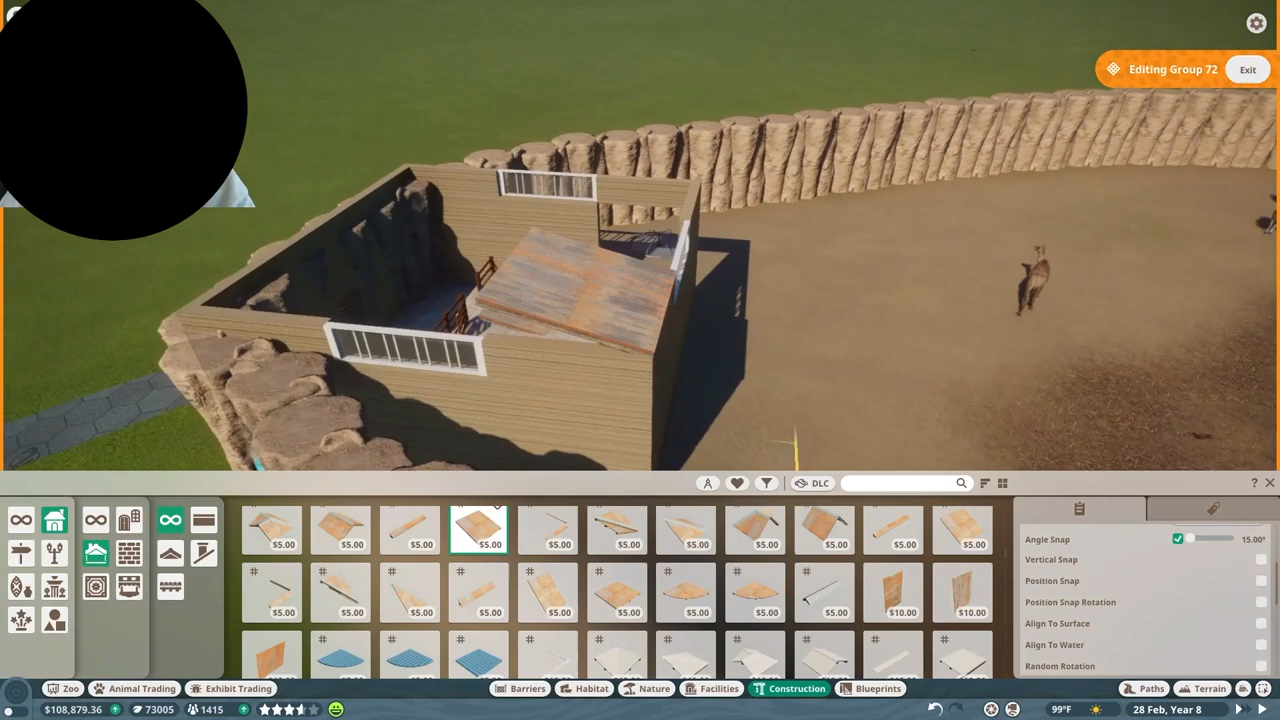 Editing Group 72
Exit
DLC
?
$5.00 $5.00 $5.00 $5.00 $5.00 $5.00 $5.00 $5.00 $5.00 $5.00 $5.00
$5.00 $5.00 $5.00 $5.00 $5.00 $5.00 $5.00 $5.00 $5.00 $10.00 $10.00
Angle Snap 15.00°
Vertical Snap
Position Snap
Position Snap Rotation
Align To Surface
Align To Water
Random Rotation
Zoo Animal Trading Exhibit Trading Barriers Habitat Nature Facilities Construction Blueprints Paths Terrain
$108,879.36 73005 1415 99°F 28 Feb, Year 8